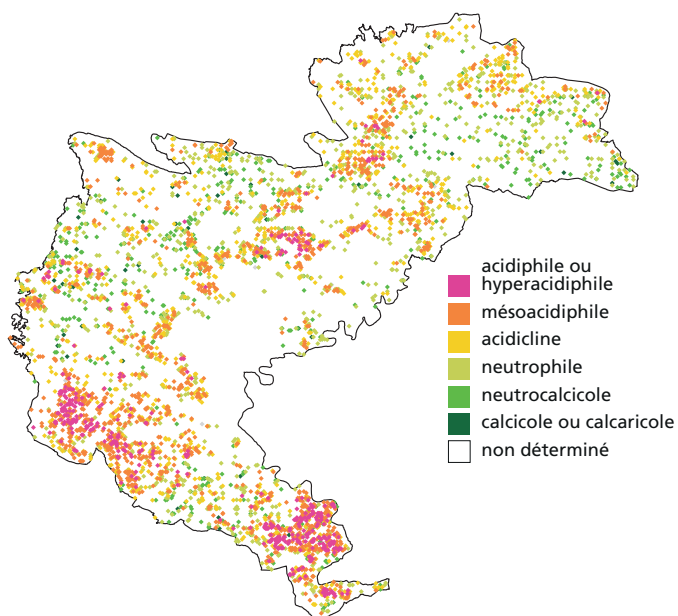 acidiphile ou
hyperacidiphile
mésoacidiphile
acidicline
neutrophile
neutrocalcicole
calcicole ou calcaricole
non déterminé